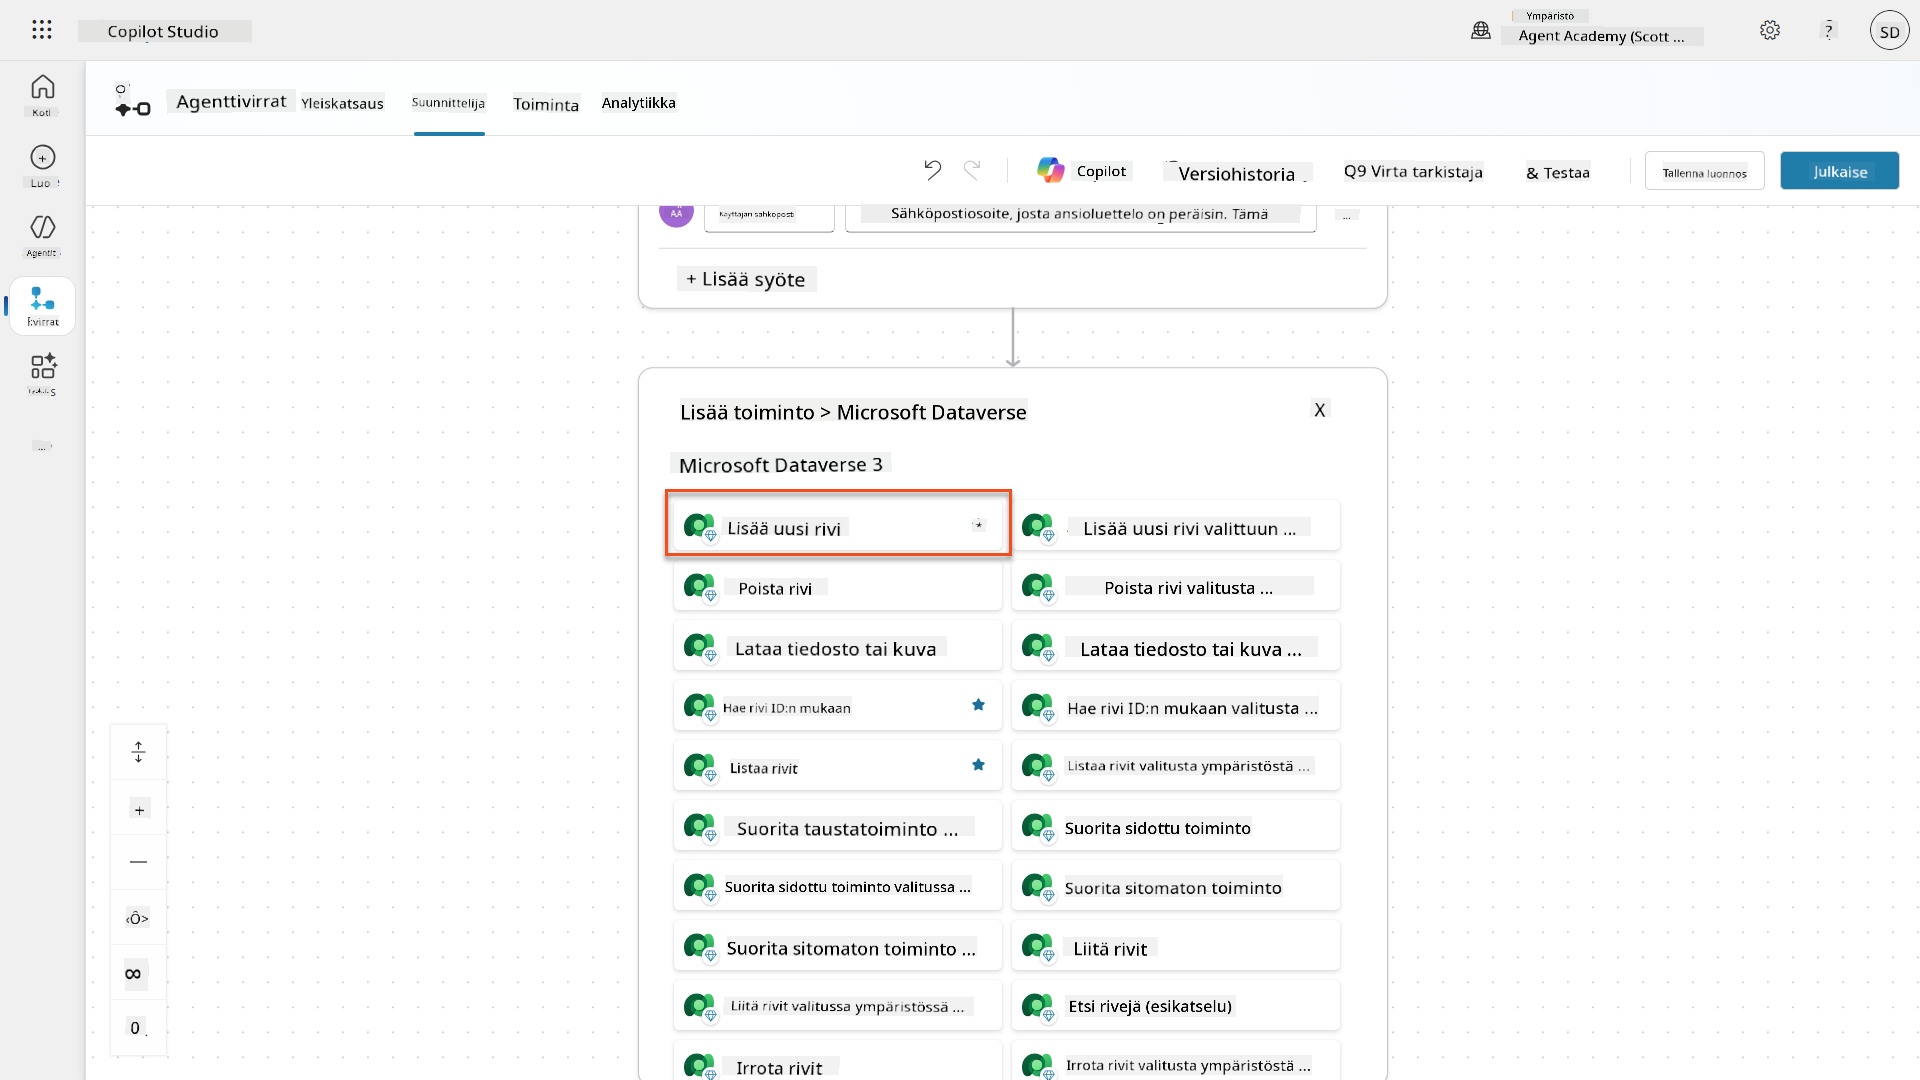 Copilot Studio
Ympäristö
Agent Academy (Scott ...
?
SD
Koti
Luo
Agentit
Agenttivirrat
Yleiskatsaus
Suunnittelija
Toiminta
Analytiikka
Copilot
Versiohistoria
Q9 Virta tarkistaja
& Testaa
Tallenna luonnos
Julkaise
AA
Käyttäjän sähköposti
Sähköpostiosoite, josta ansioluettelo on peräisin. Tämä
...
+ Lisää syöte
Lisää toiminto > Microsoft Dataverse
X
Microsoft Dataverse 3
Lisää uusi rivi
Lisää uusi rivi valittuun ...
Poista rivi
Poista rivi valitusta ...
Lataa tiedosto tai kuva
Lataa tiedosto tai kuva ...
Hae rivi ID:n mukaan
Hae rivi ID:n mukaan valitusta ...
Listaa rivit
Listaa rivit valitusta ympäristöstä ...
Suorita taustatoiminto ...
Suorita sidottu toiminto
Suorita sidottu toiminto valitussa ...
Suorita sitomaton toiminto
Suorita sitomaton toiminto ...
Liitä rivit
Liitä rivit valitussa ympäristössä ...
Etsi rivejä (esikatselu)
Irrota rivit
Irrota rivit valitusta ympäristöstä ...